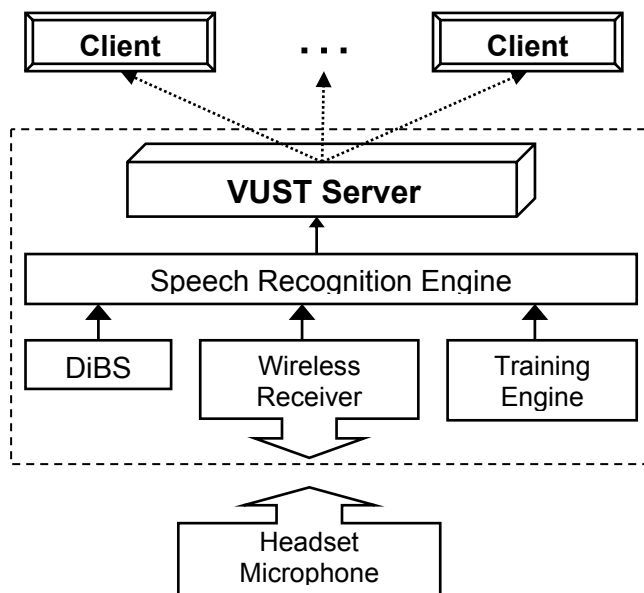 Client ... Client
VUST Server
Speech Recognition Engine
DiBS
Wireless
Receiver
Training
Engine
Headset
Microphone